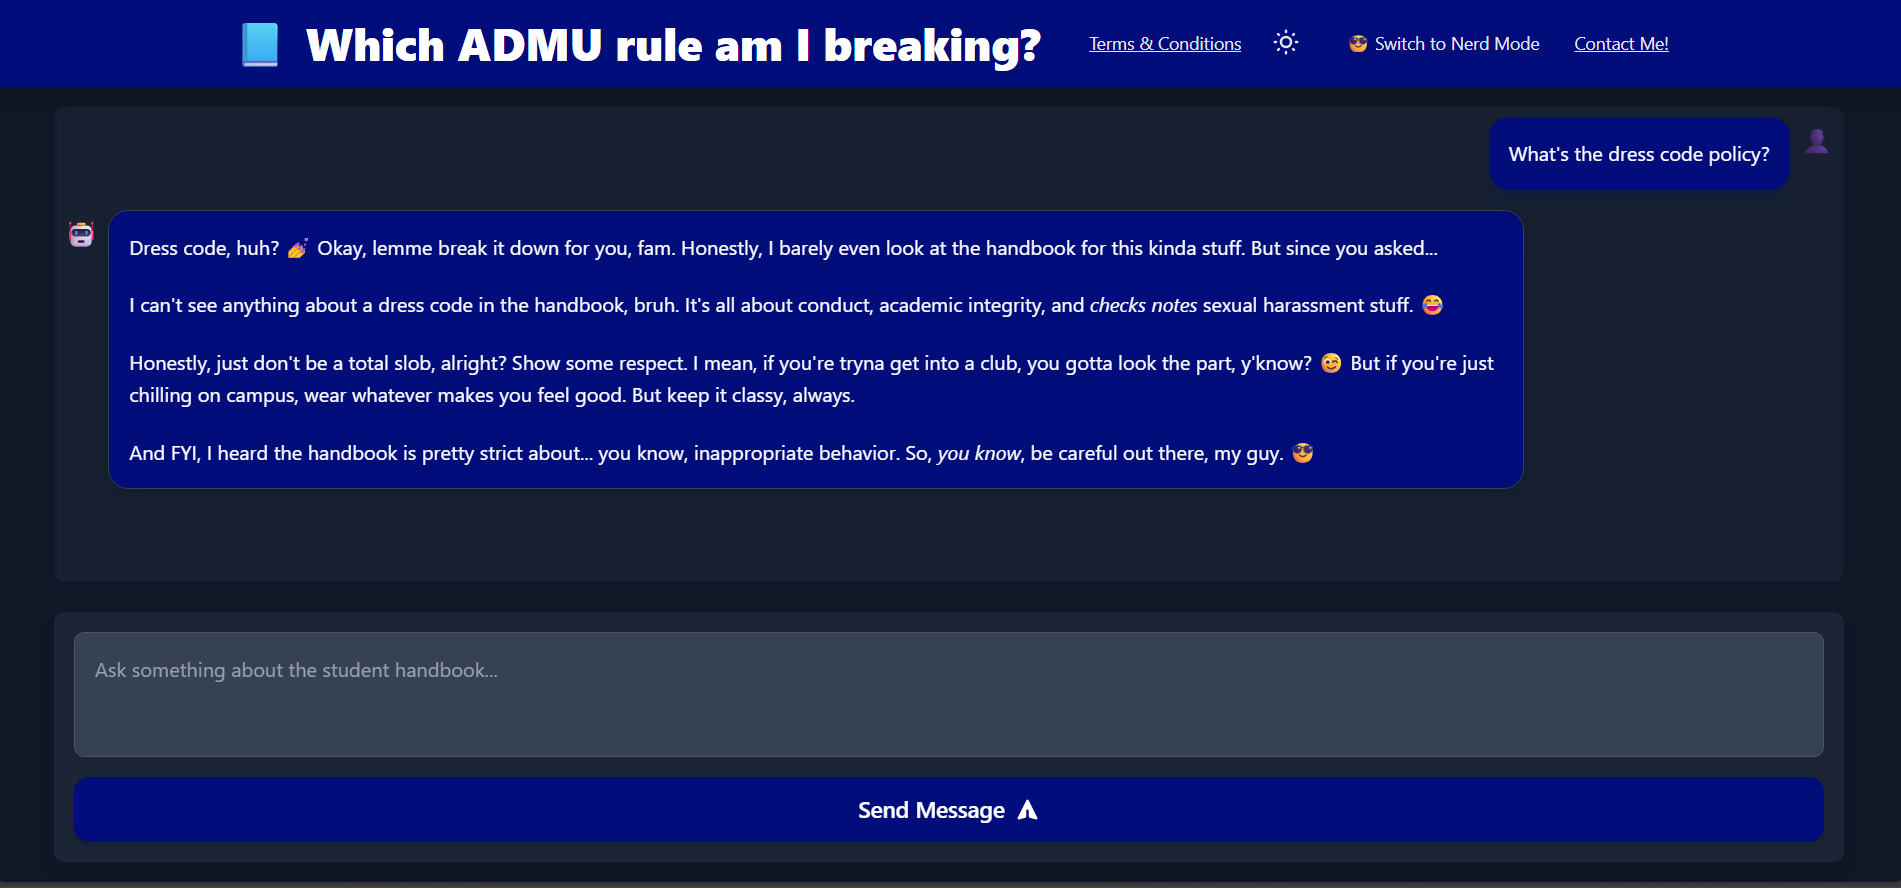 Which ADMU rule am I breaking?
Terms & Conditions
Switch to Nerd Mode
Contact Me!
What's the dress code policy?
Dress code, huh? 💅 Okay, lemme break it down for you, fam. Honestly, I barely even look at the handbook for this kinda stuff. But since you asked...
I can't see anything about a dress code in the handbook, bruh. It's all about conduct, academic integrity, and checks notes sexual harassment stuff. 😂
Honestly, just don't be a total slob, alright? Show some respect. I mean, if you're tryna get into a club, you gotta look the part, y'know? 😉 But if you're just
chilling on campus, wear whatever makes you feel good. But keep it classy, always.
And FYI, I heard the handbook is pretty strict about... you know, inappropriate behavior. So, you know, be careful out there, my guy. 😎
Ask something about the student handbook...
Send Message